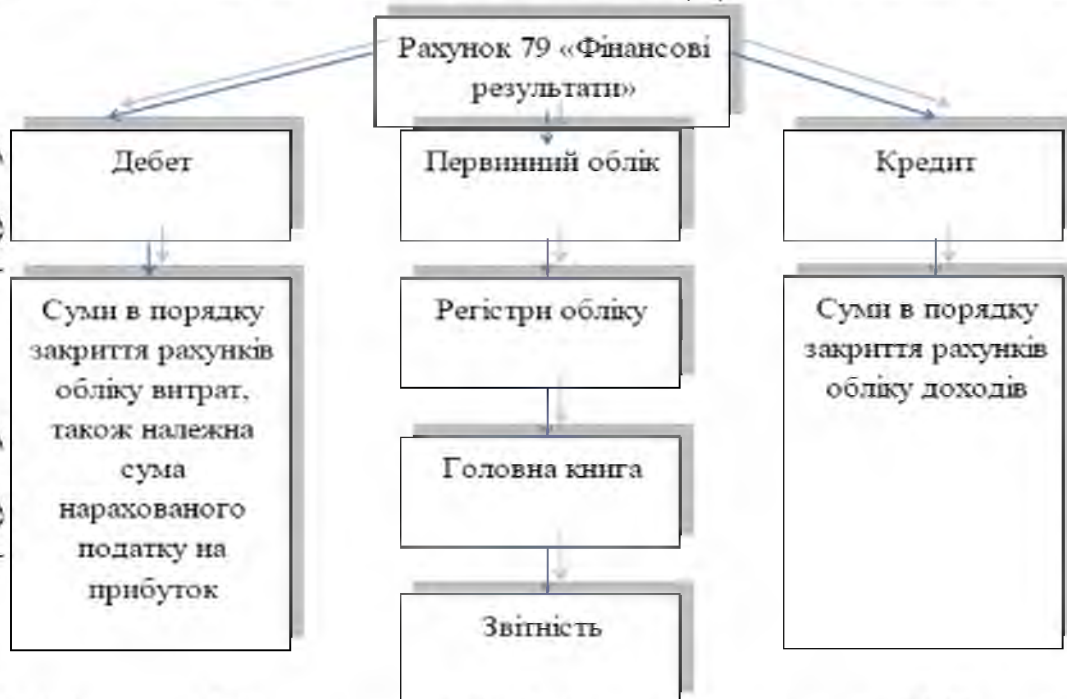 Рахунок 79 «Фінансові
результати»
Дебет
Первинний облік
Кредит
Суми в порядку
закриття рахунків
обліку витрат,
також належна
сума
нарахованого
податку на
прибуток
Регістри обліку
Головна книга
Звітність
Суми в порядку
закриття рахунків
обліку доходів